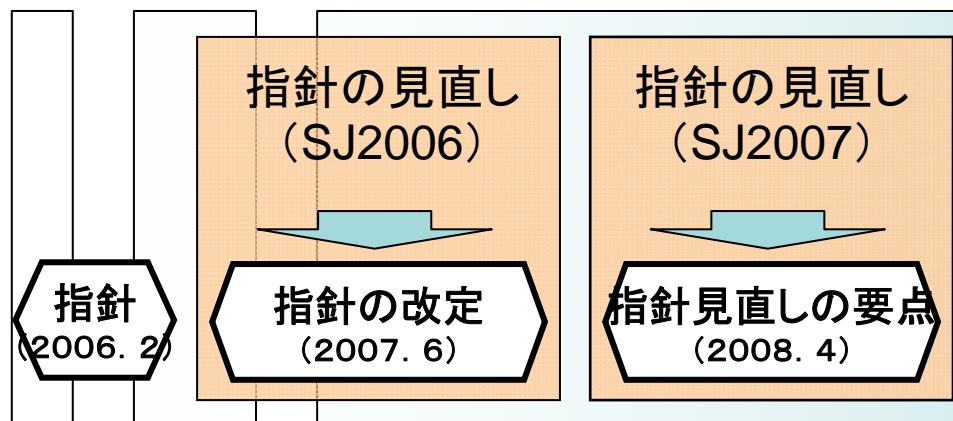 指針の見直し
（SJ2006）
指針の見直し
（SJ2007）
指針
(2006. 2)
指針の改定
(2007. 6)
指針見直しの要点
(2008. 4)